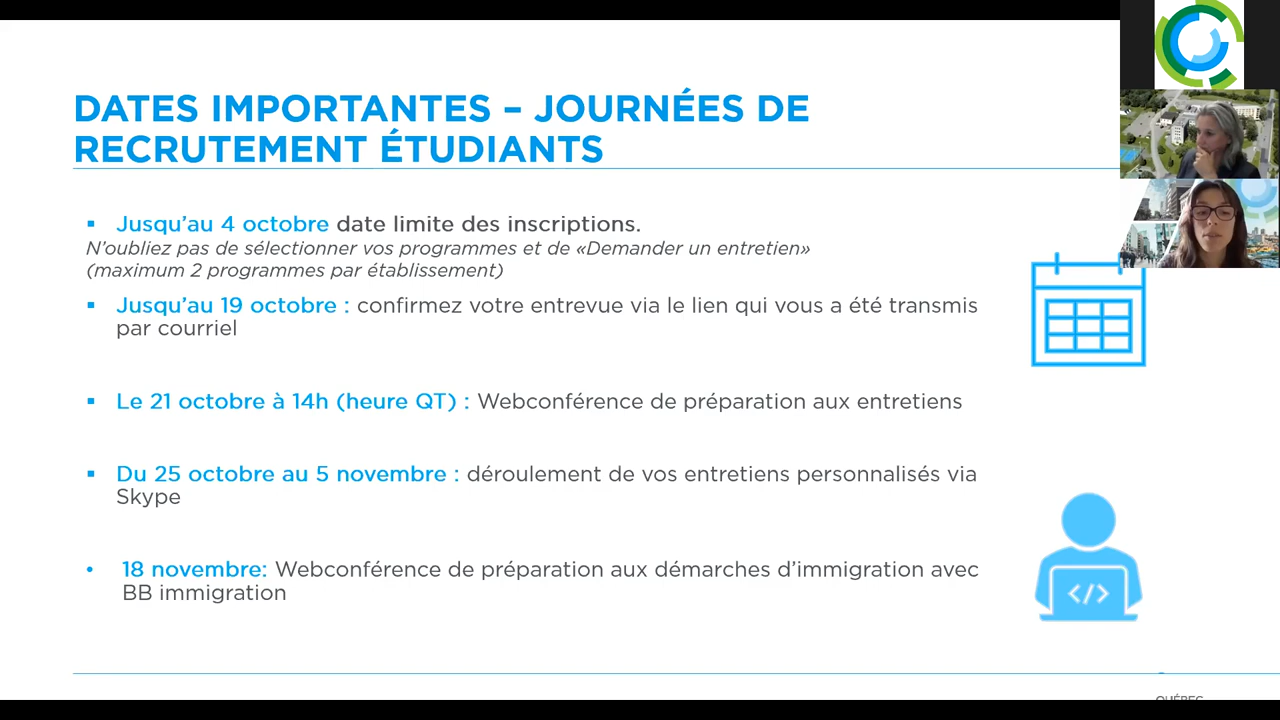 DATES IMPORTANTES – JOURNÉES DE
RECRUTEMENT ÉTUDIANTS
▪ Jusqu'au 4 octobre date limite des inscriptions.
N'oubliez pas de sélectionner vos programmes et de «Demander un entretien»
(maximum 2 programmes par établissement)
▪ Jusqu'au 19 octobre : confirmez votre entrevue via le lien qui vous a été transmis
par courriel
▪ Le 21 octobre à 14h (heure QT) : Webconférence de préparation aux entretiens
▪ Du 25 octobre au 5 novembre : déroulement de vos entretiens personnalisés via
Skype
• 18 novembre: Webconférence de préparation aux démarches d'immigration avec
BB immigration
</>
QUÉBEC